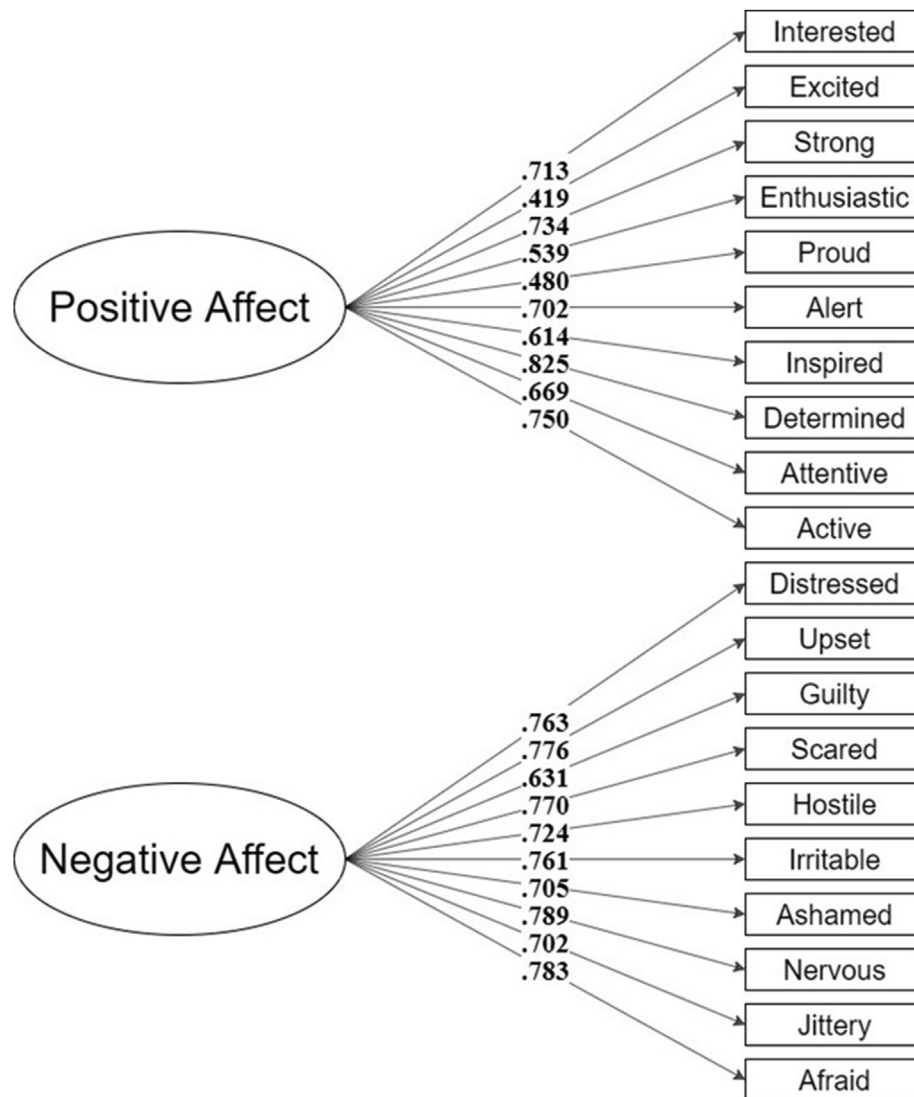 Interested
Excited
Strong
Enthusiastic
Proud
Alert
Inspired
Determined
Attentive
Active
Positive Affect
.713
.419
.734
.539
.480
.702
.614
.825
.669
.750
Distressed
Upset
Guilty
Scared
Hostile
Irritable
Ashamed
Nervous
Jittery
Afraid
Negative Affect
.763
.776
.631
.770
.724
.761
.705
.789
.702
.783